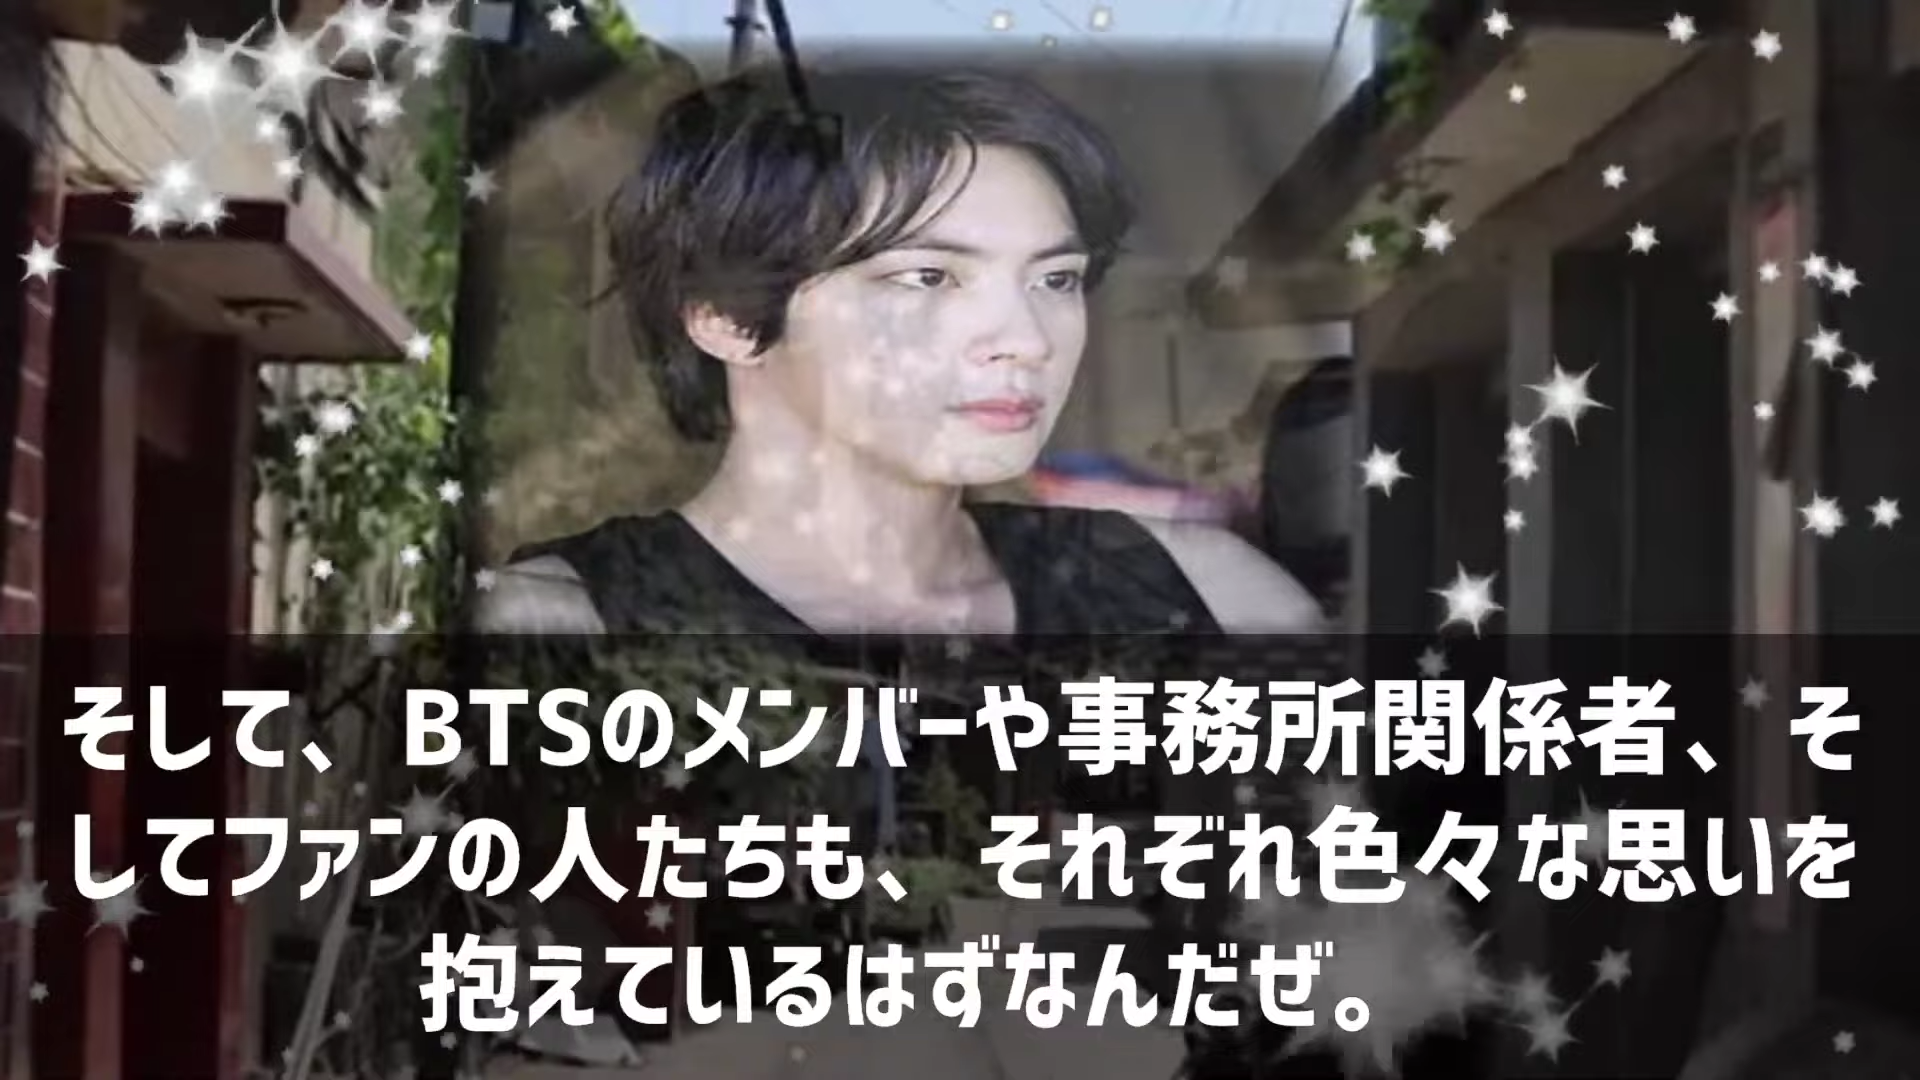 そして、BTSのメンバーや事務所関係者、そ
してファンの人たちも、それぞれ色々な思いを
抱えているはずなんだぜ。